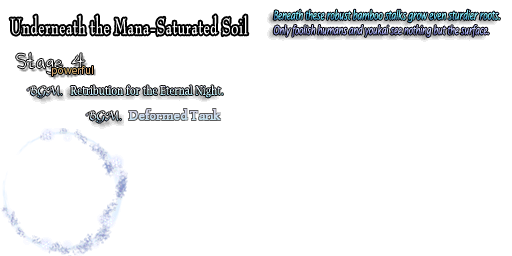 Underneath the Mana-Saturated Soil
Beneath these robust bamboo stalks grow even sturdier roots.
Only foolish humans and youkai see nothing but the surface.
Stage 4
powerful
BGM. Retribution for the Eternal Night.
BGM. Deformed Tank